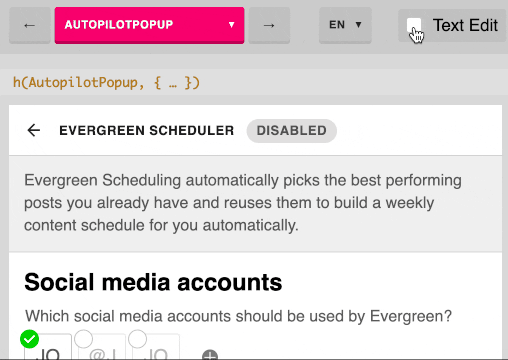 ← AUTOPILOTPOPUP ▼ → EN ▼ Text Edit
h(AutopilotPopup, { … })
← EVERGREEN SCHEDULER DISABLED
Evergreen Scheduling automatically picks the best performing
posts you already have and reuses them to build a weekly
content schedule for you automatically.
Social media accounts
Which social media accounts should be used by Evergreen?
JO @J JO